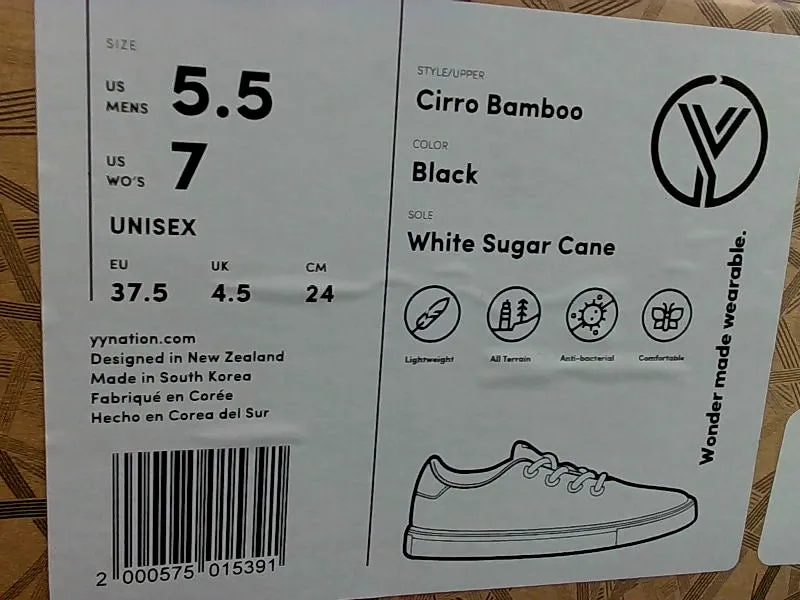 SIZE
US MENS 5.5
US WO'S 7
UNISEX
EU UK CM
37.5 4.5 24
yynation.com
Designed in New Zealand
Made in South Korea
Fabriqué en Corée
Hecho en Corea del Sur
2 000575 015391
STYLE/UPPER
Cirro Bamboo
COLOR
Black
SOLE
White Sugar Cane
Lightweight All Terrain Anti-bacterial Comfortable
Y
Wonder made wearable.